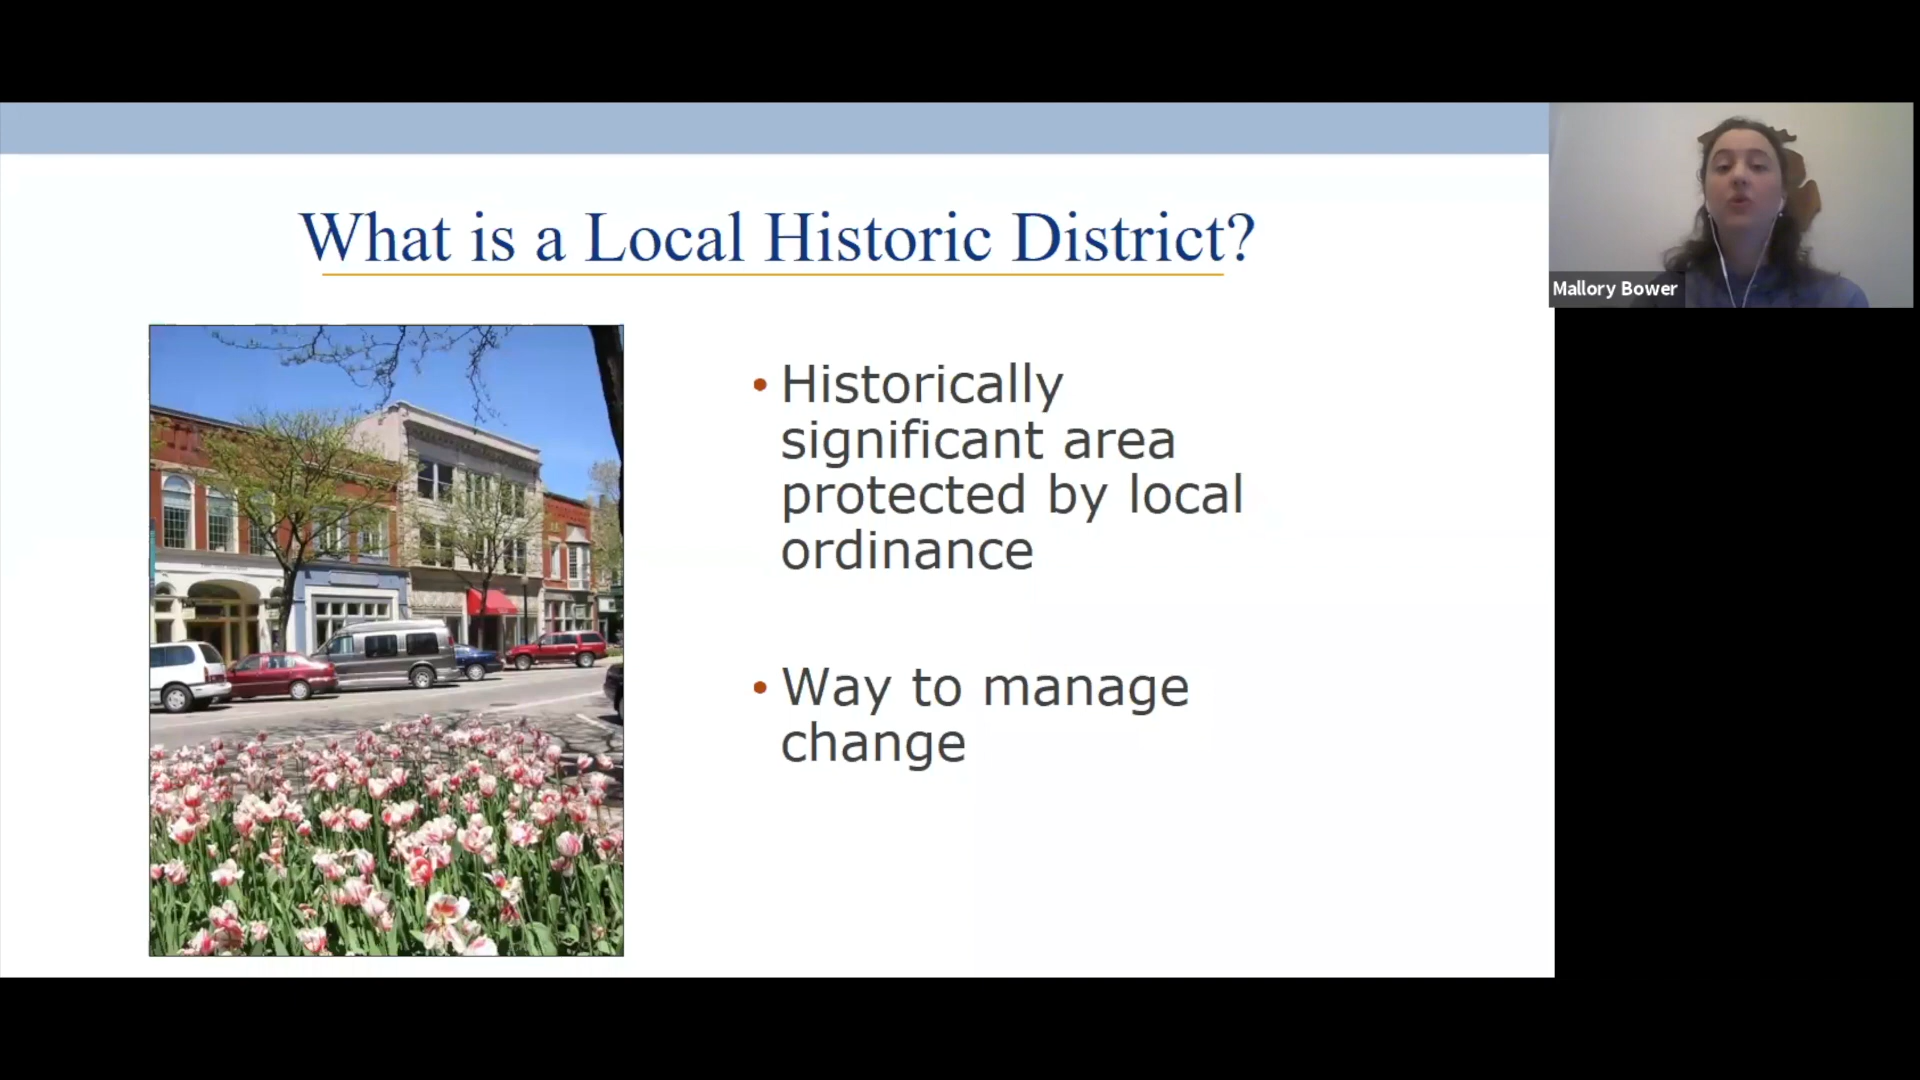 What is a Local Historic District?
• Historically
significant area
protected by local
ordinance
• Way to manage
change
Mallory Bower